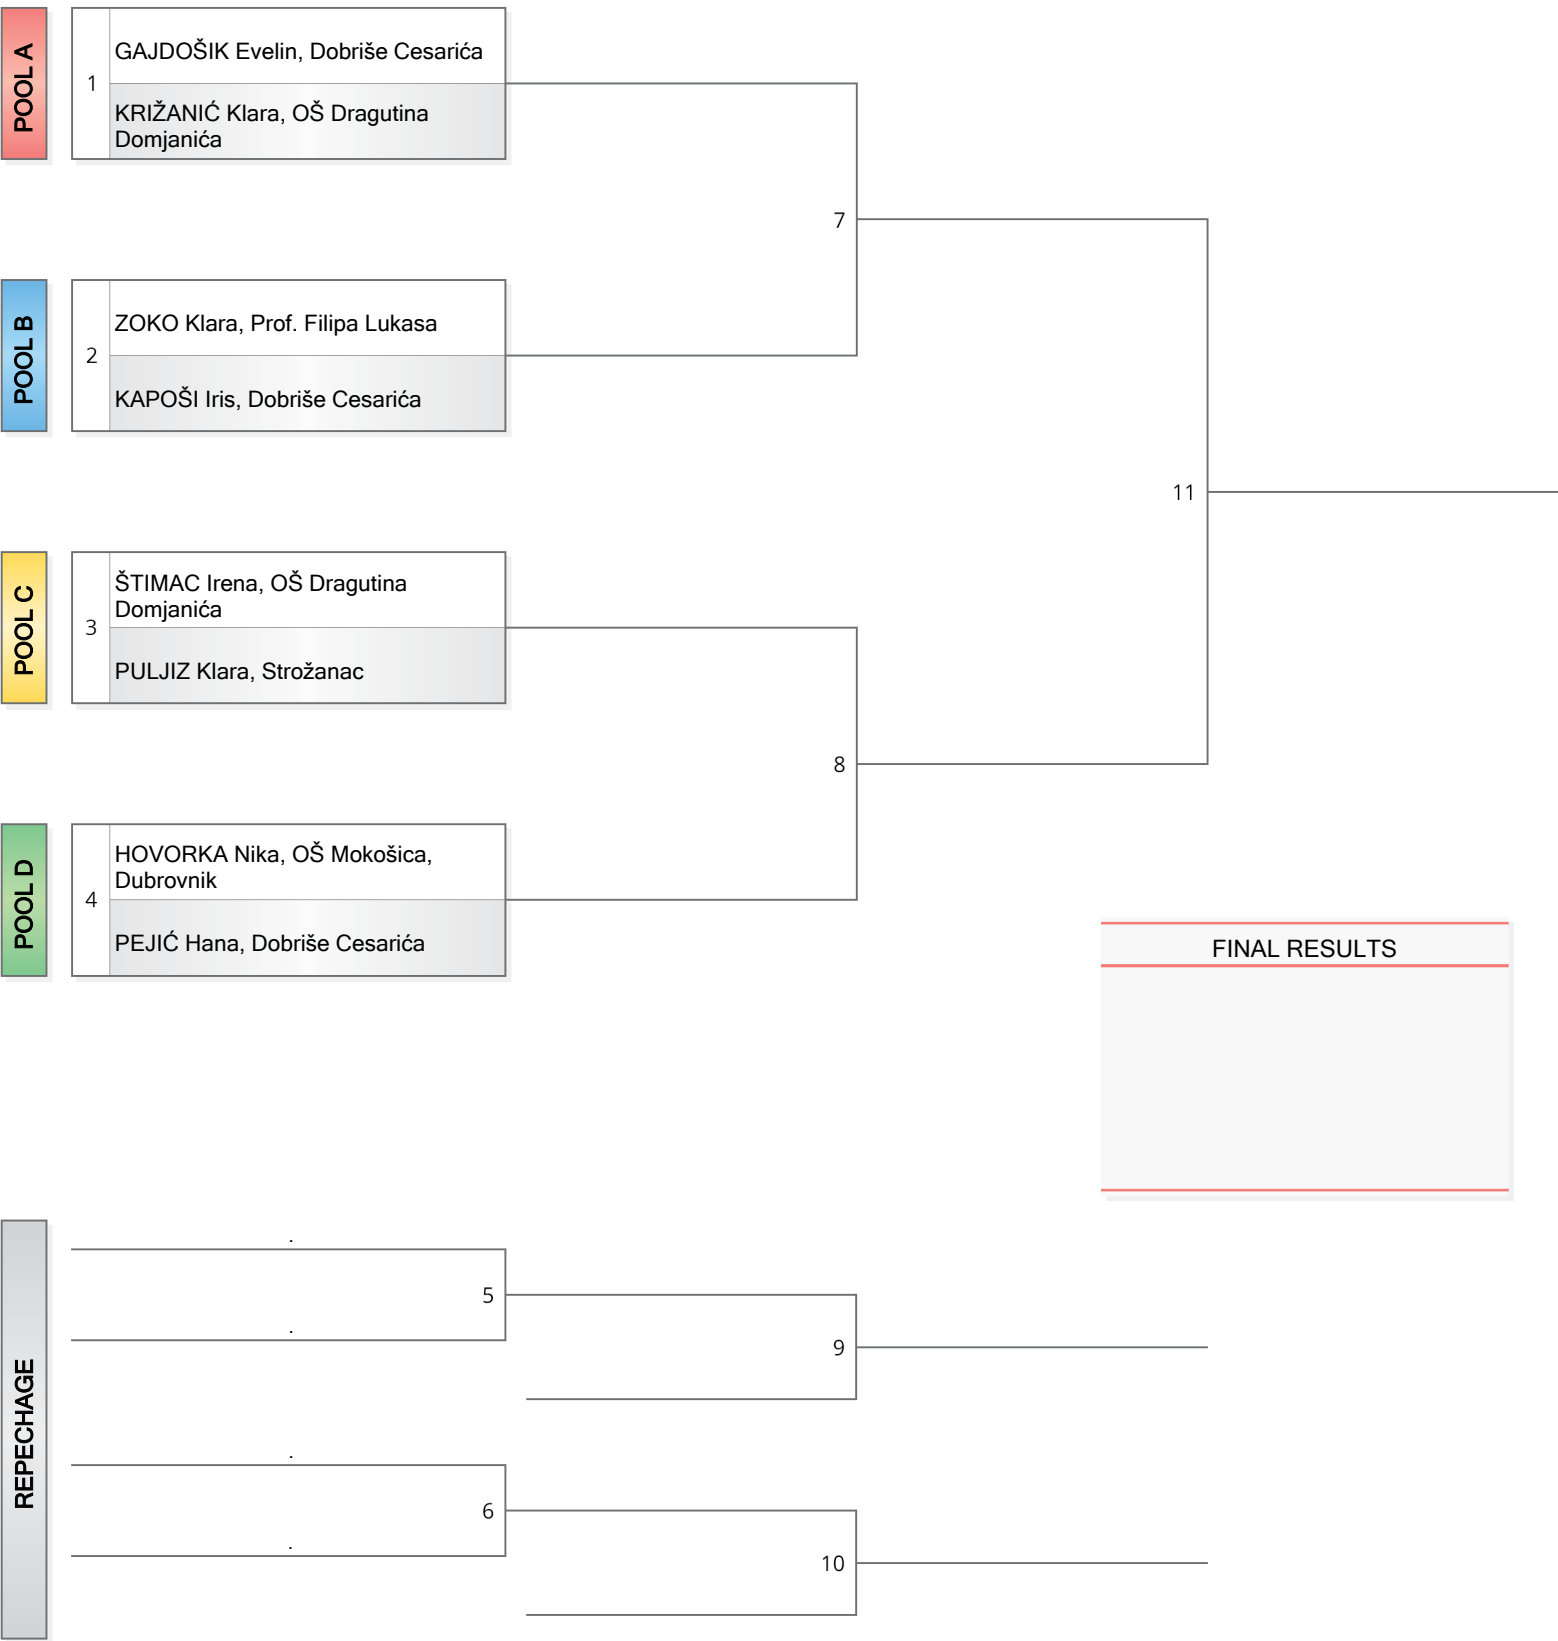 POOL A
1
GAJDOŠIK Evelin, Dobriše Cesarića
KRIŽANIĆ Klara, OŠ Dragutina
Domjanića
7
POOL B
2
ZOKO Klara, Prof. Filipa Lukasa
KAPOŠI Iris, Dobriše Cesarića
11
POOL C
3
ŠTIMAC Irena, OŠ Dragutina
Domjanića
PULJIZ Klara, Strožanac
8
POOL D
4
HOVORKA Nika, OŠ Mokošica,
Dubrovnik
PEJIĆ Hana, Dobriše Cesarića
FINAL RESULTS
REPECHAGE
.
5
.
9
.
6
.
10